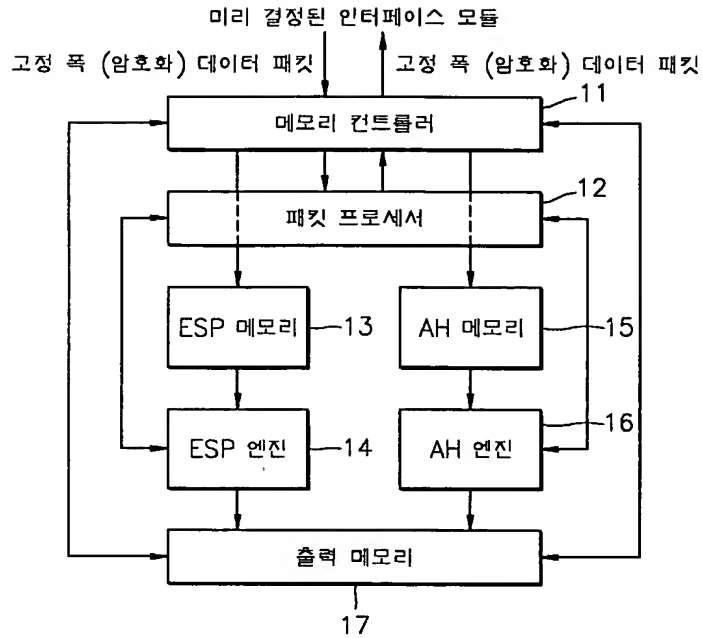 미리 결정된 인터페이스 모듈
고정 폭 (암호화) 데이터 패킷
고정 폭 (암호화) 데이터 패킷
11
메모리 컨트롤러
12
패킷 프로세서
ESP 메모리
13
AH 메모리
15
ESP 엔진
14
AH 엔진
16
출력 메모리
17